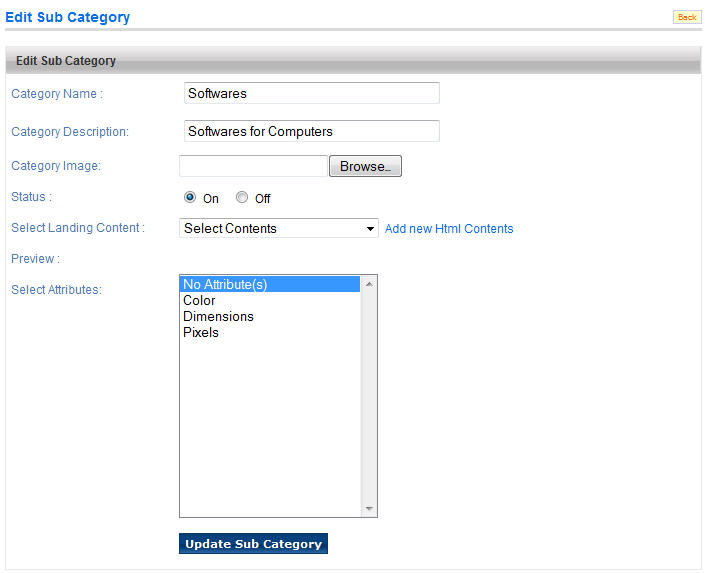 Edit Sub Category
Back
Edit Sub Category
Category Name :
Softwares
Category Description:
Softwares for Computers
Category Image:
Browse..
Status :
On
Off
Select Landing Content :
Select Contents
Add new Html Contents
Preview :
Select Attributes:
No Attribute(s)
Color
Dimensions
Pixels
Update Sub Category